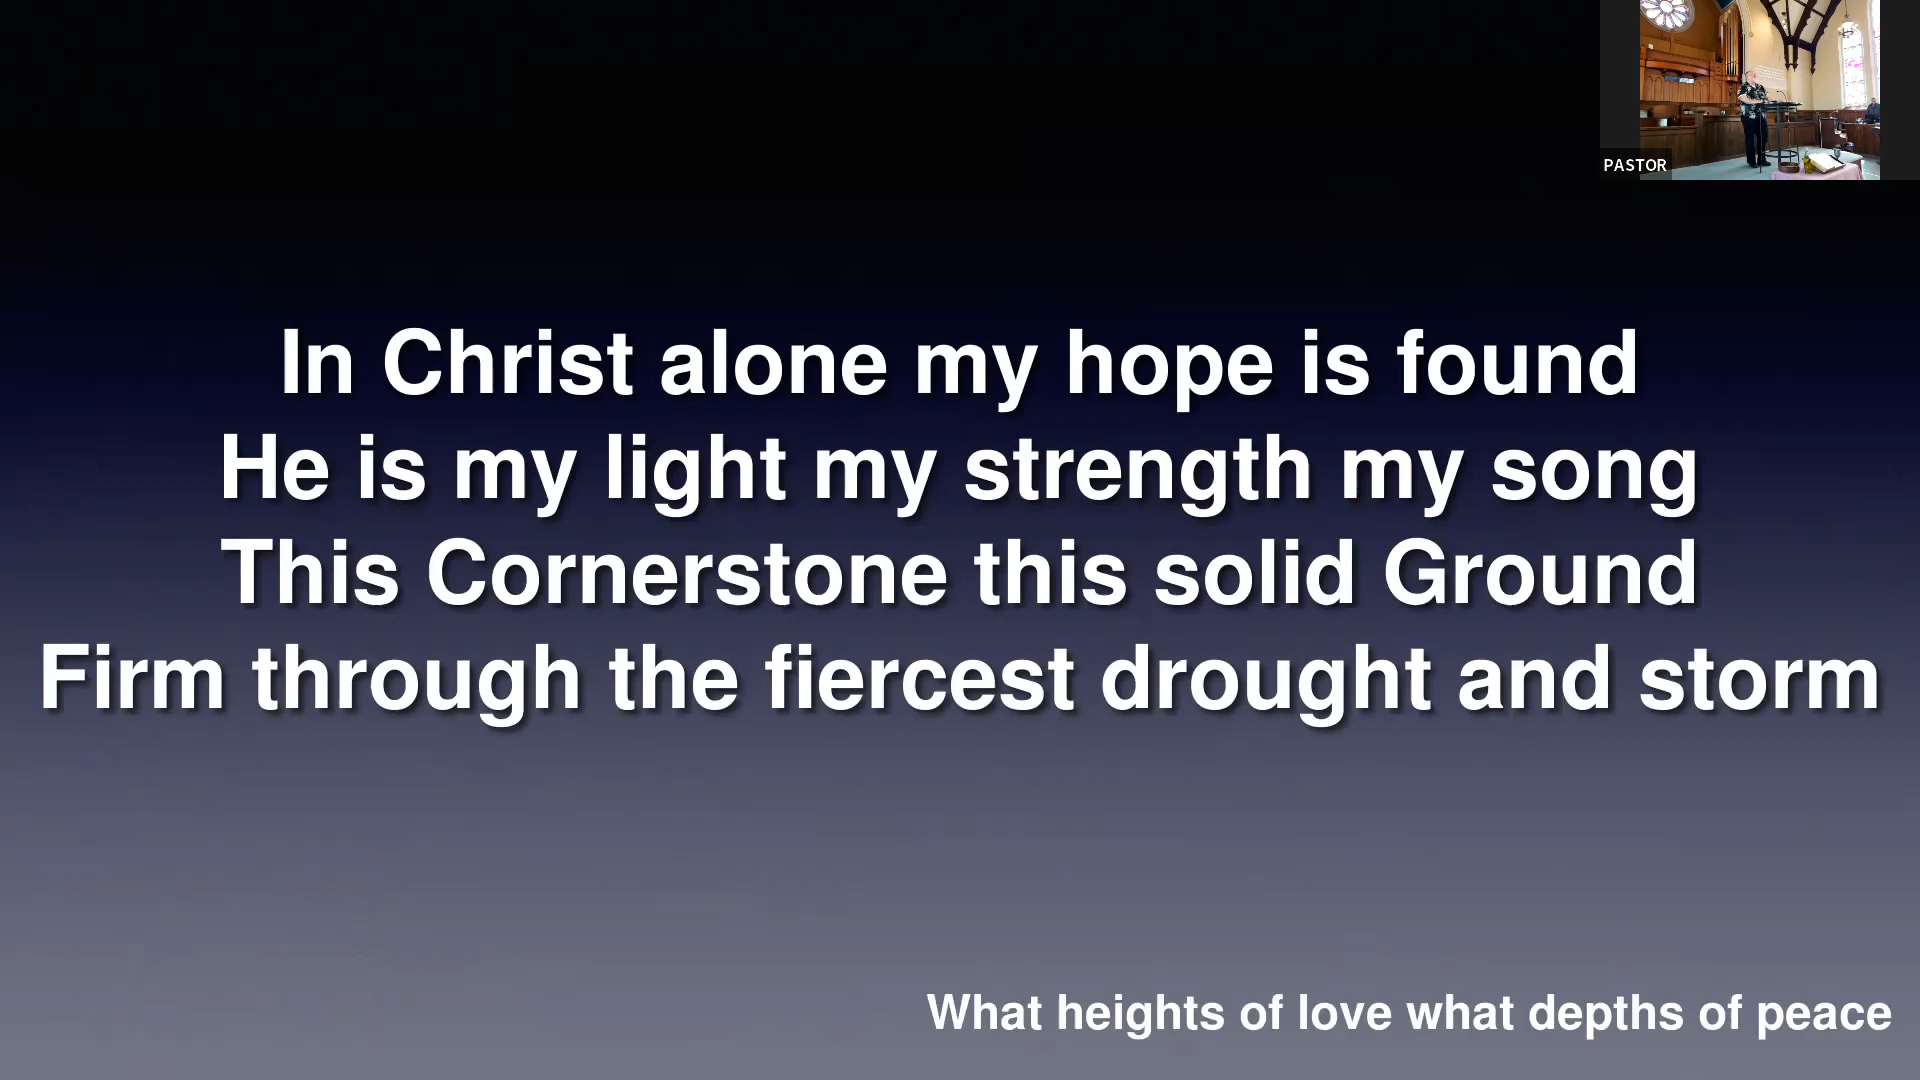 PASTOR
In Christ alone my hope is found
He is my light my strength my song
This Cornerstone this solid Ground
Firm through the fiercest drought and storm
What heights of love what depths of peace